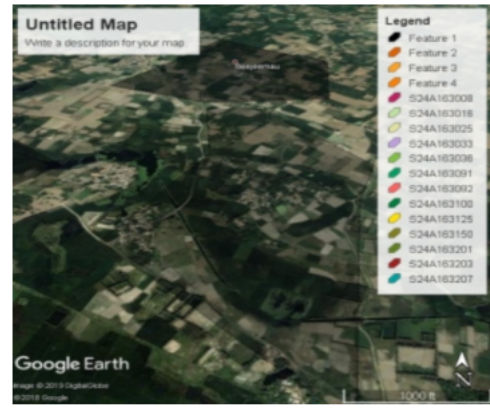 Untitled Map
Write a description for your map
Legend
Feature 1
Feature 2
Feature 3
Feature 4
S24A163008
S24A163016
S24A163025
S24A163033
S24A163036
S24A163091
S24A163092
S24A163100
S24A163125
S24A163150
S24A163201
S24A163203
S24A163207
Google Earth
Image © 2019 DigitalGlobe
©2018 Google
N
1000 ft